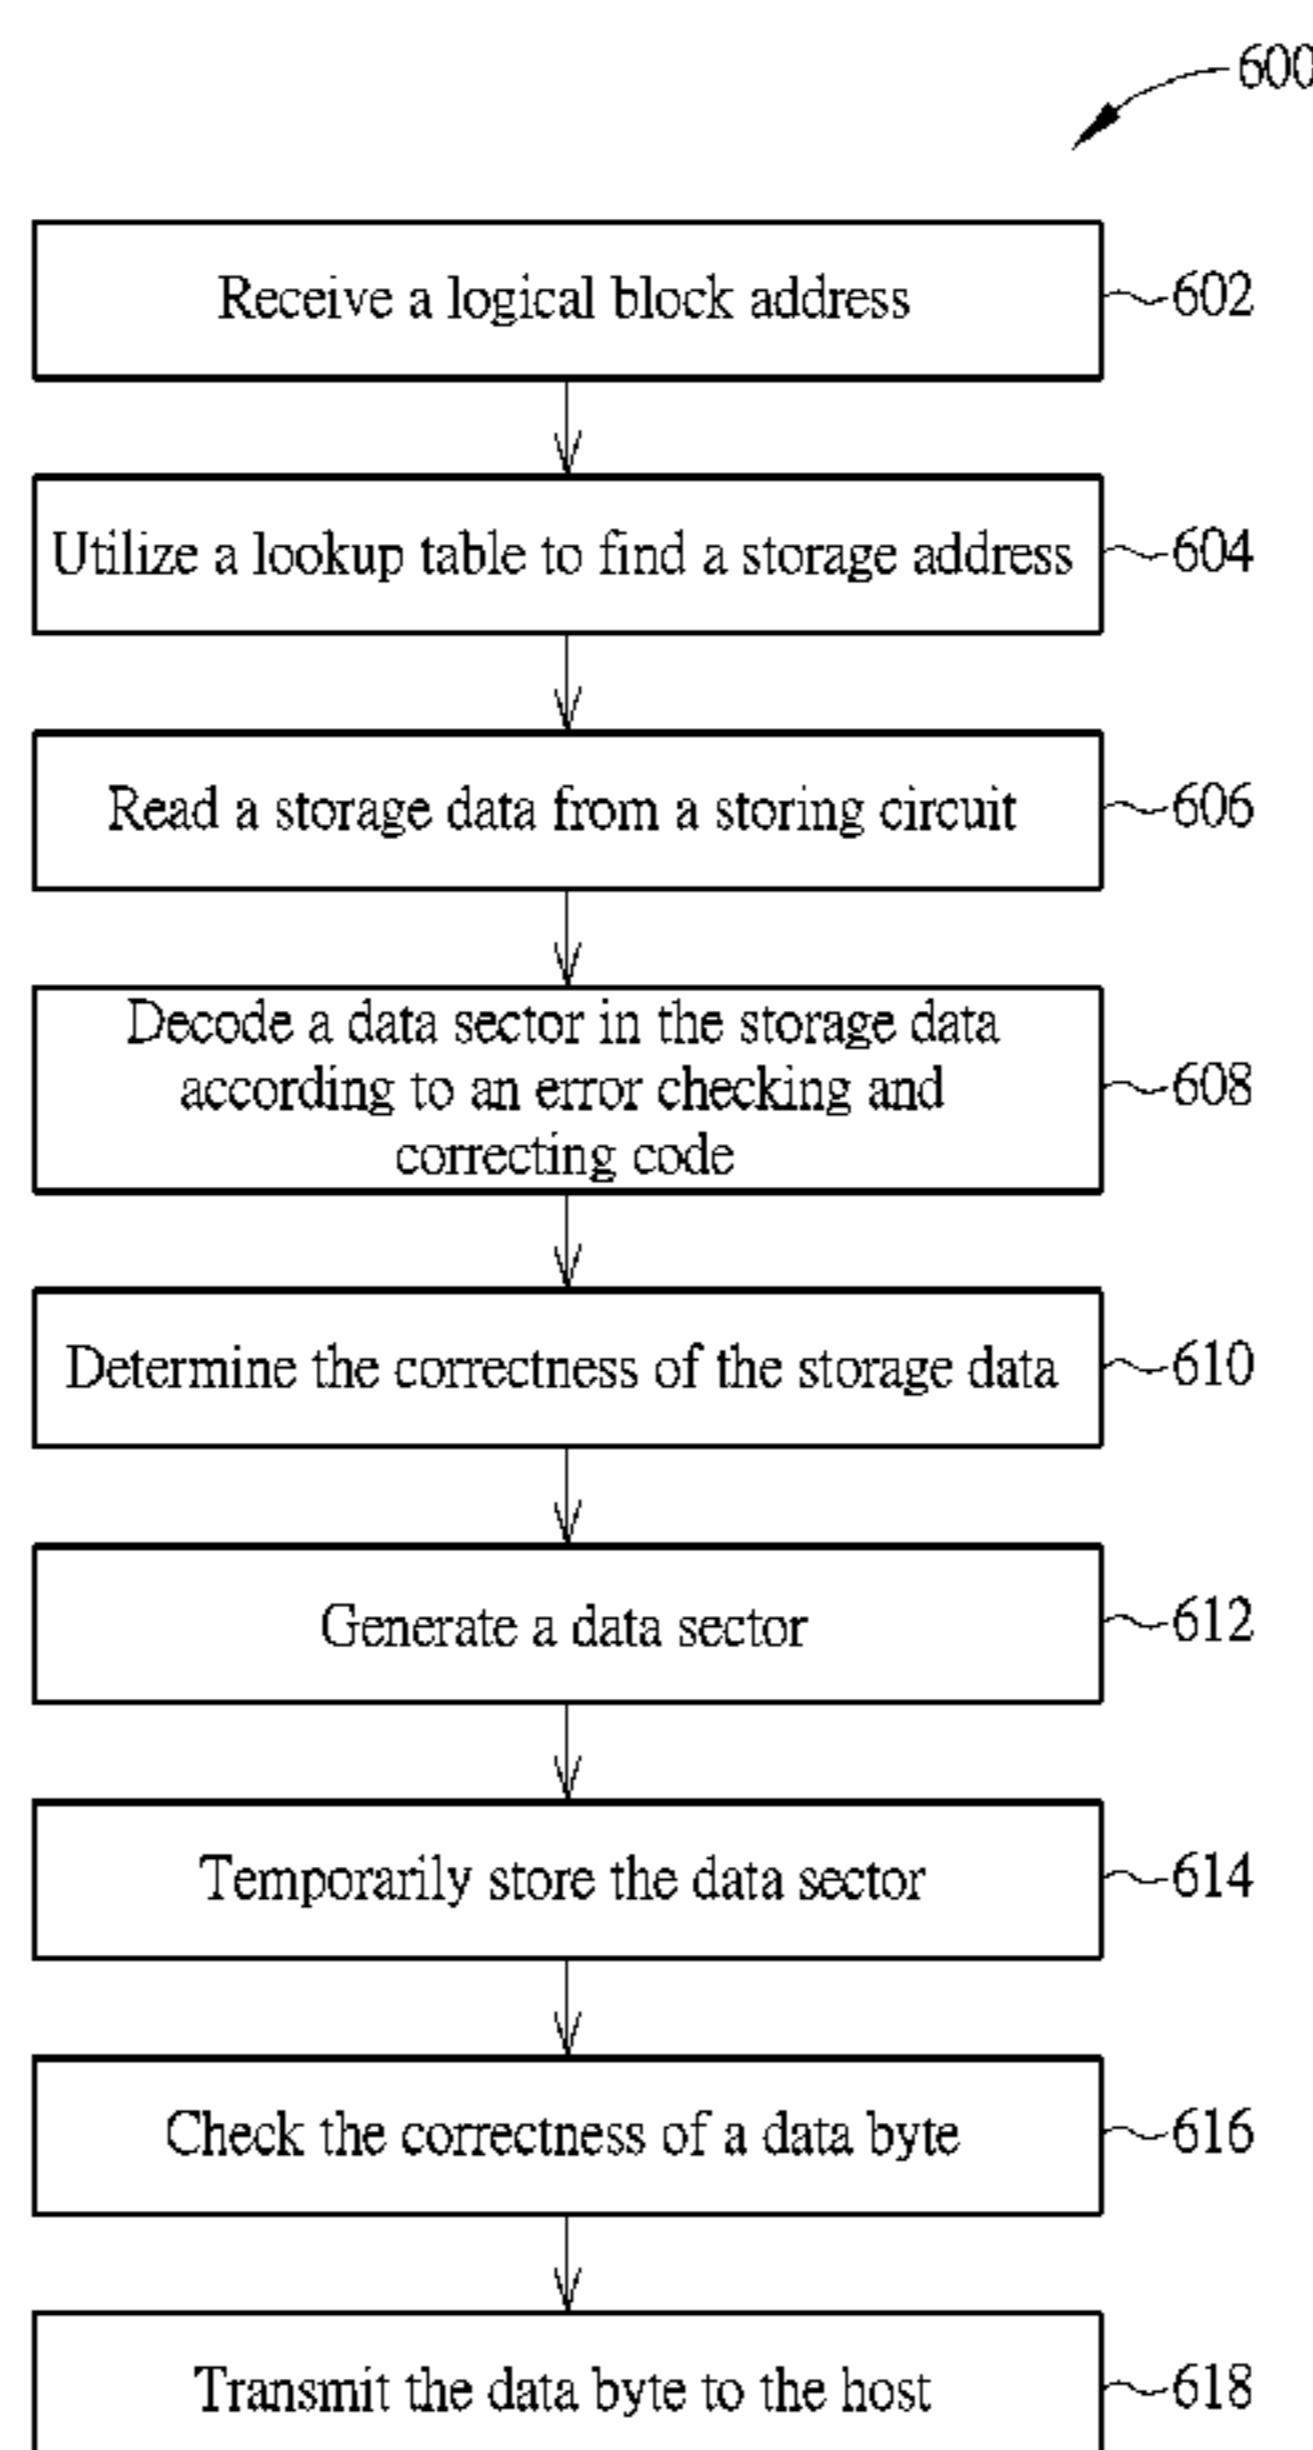 600
Receive a logical block address
602
Utilize a lookup table to find a storage address
604
Read a storage data from a storing circuit
606
Decode a data sector in the storage data
according to an error checking and
correcting code
608
Determine the correctness of the storage data
610
Generate a data sector
612
Temporarily store the data sector
614
Check the correctness of a data byte
616
Transmit the data byte to the host
618